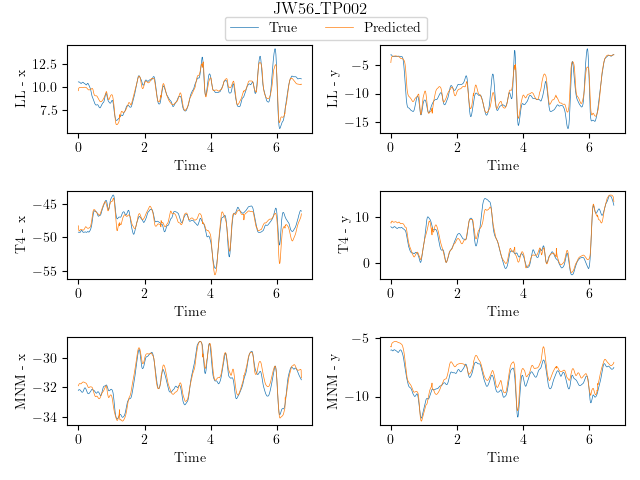 JW56_TP002
True Predicted
LL - x
12.5
10.0
7.5
0 2 4 6
Time
LL - y
−5
−10
−15
0 2 4 6
Time
T4 - x
−45
−50
−55
0 2 4 6
Time
T4 - y
10
0
0 2 4 6
Time
MNM - x
−30
−32
−34
0 2 4 6
Time
MNM - y
−5
−10
0 2 4 6
Time